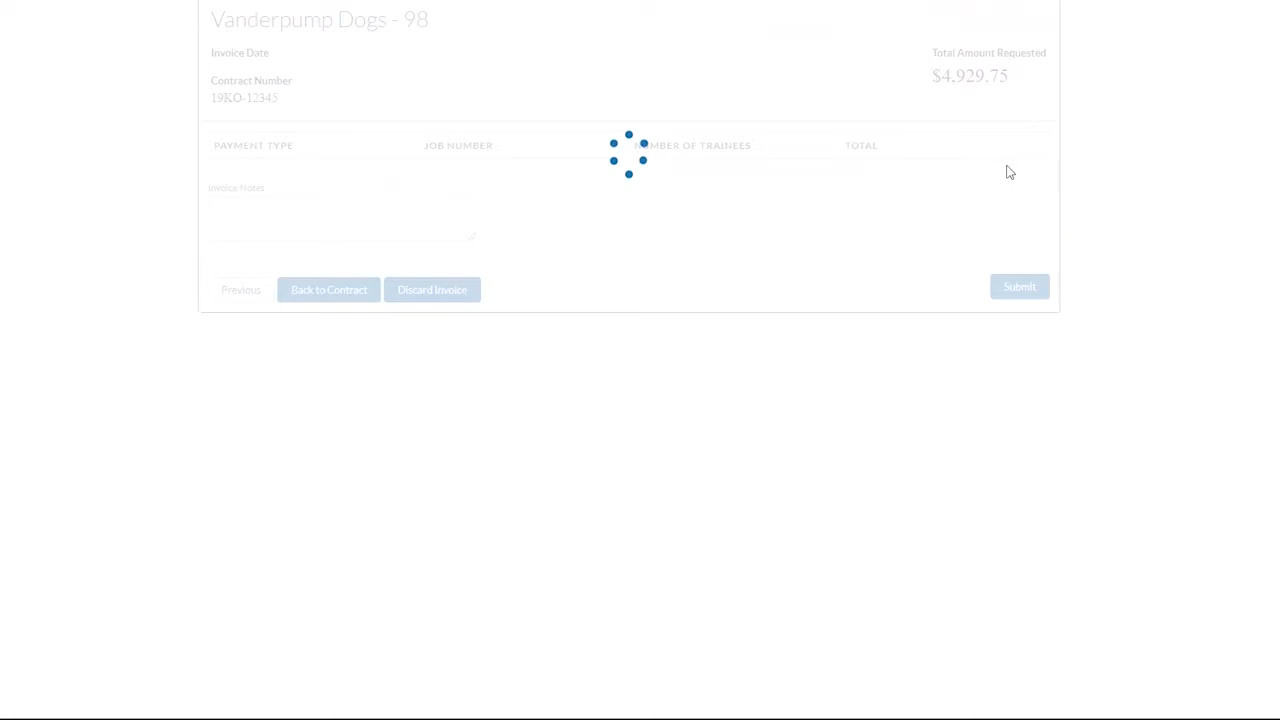 Vanderpump Dogs - 98
Invoice Date
Total Amount Requested
$4,929.75
Contract Number
19KO-12345
PAYMENT TYPE JOB NUMBER NUMBER OF TRAINEES TOTAL
Invoice Notes
Previous Back to Contract Discard Invoice Submit